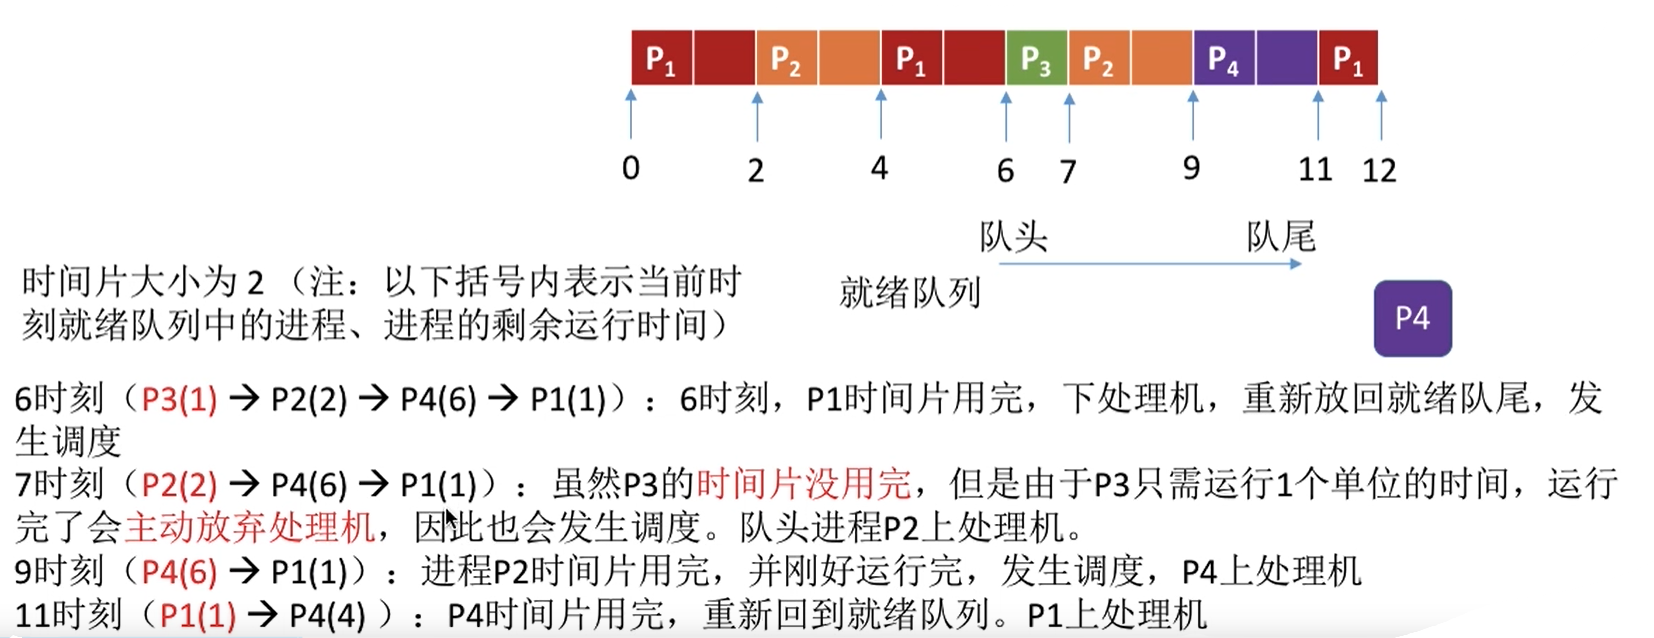 P1 P2 P1 P3 P2 P4 P1
0 2 4 6 7 9 11 12
队头 队尾
就绪队列
P4
时间片大小为 2 （注：以下括号内表示当前时
刻就绪队列中的进程、进程的剩余运行时间）
6时刻（P3(1) → P2(2) → P4(6) → P1(1)）：6时刻，P1时间片用完，下处理机，重新放回就绪队尾，发
生调度
7时刻（P2(2) → P4(6) → P1(1)）：虽然P3的时间片没用完，但是由于P3只需运行1个单位的时间，运行
完了会主动放弃处理机，因此也会发生调度。队头进程P2上处理机。
9时刻（P4(6) → P1(1)）：进程P2时间片用完，并刚好运行完，发生调度，P4上处理机
11时刻（P1(1) → P4(4) ）：P4时间片用完，重新回到就绪队列。P1上处理机